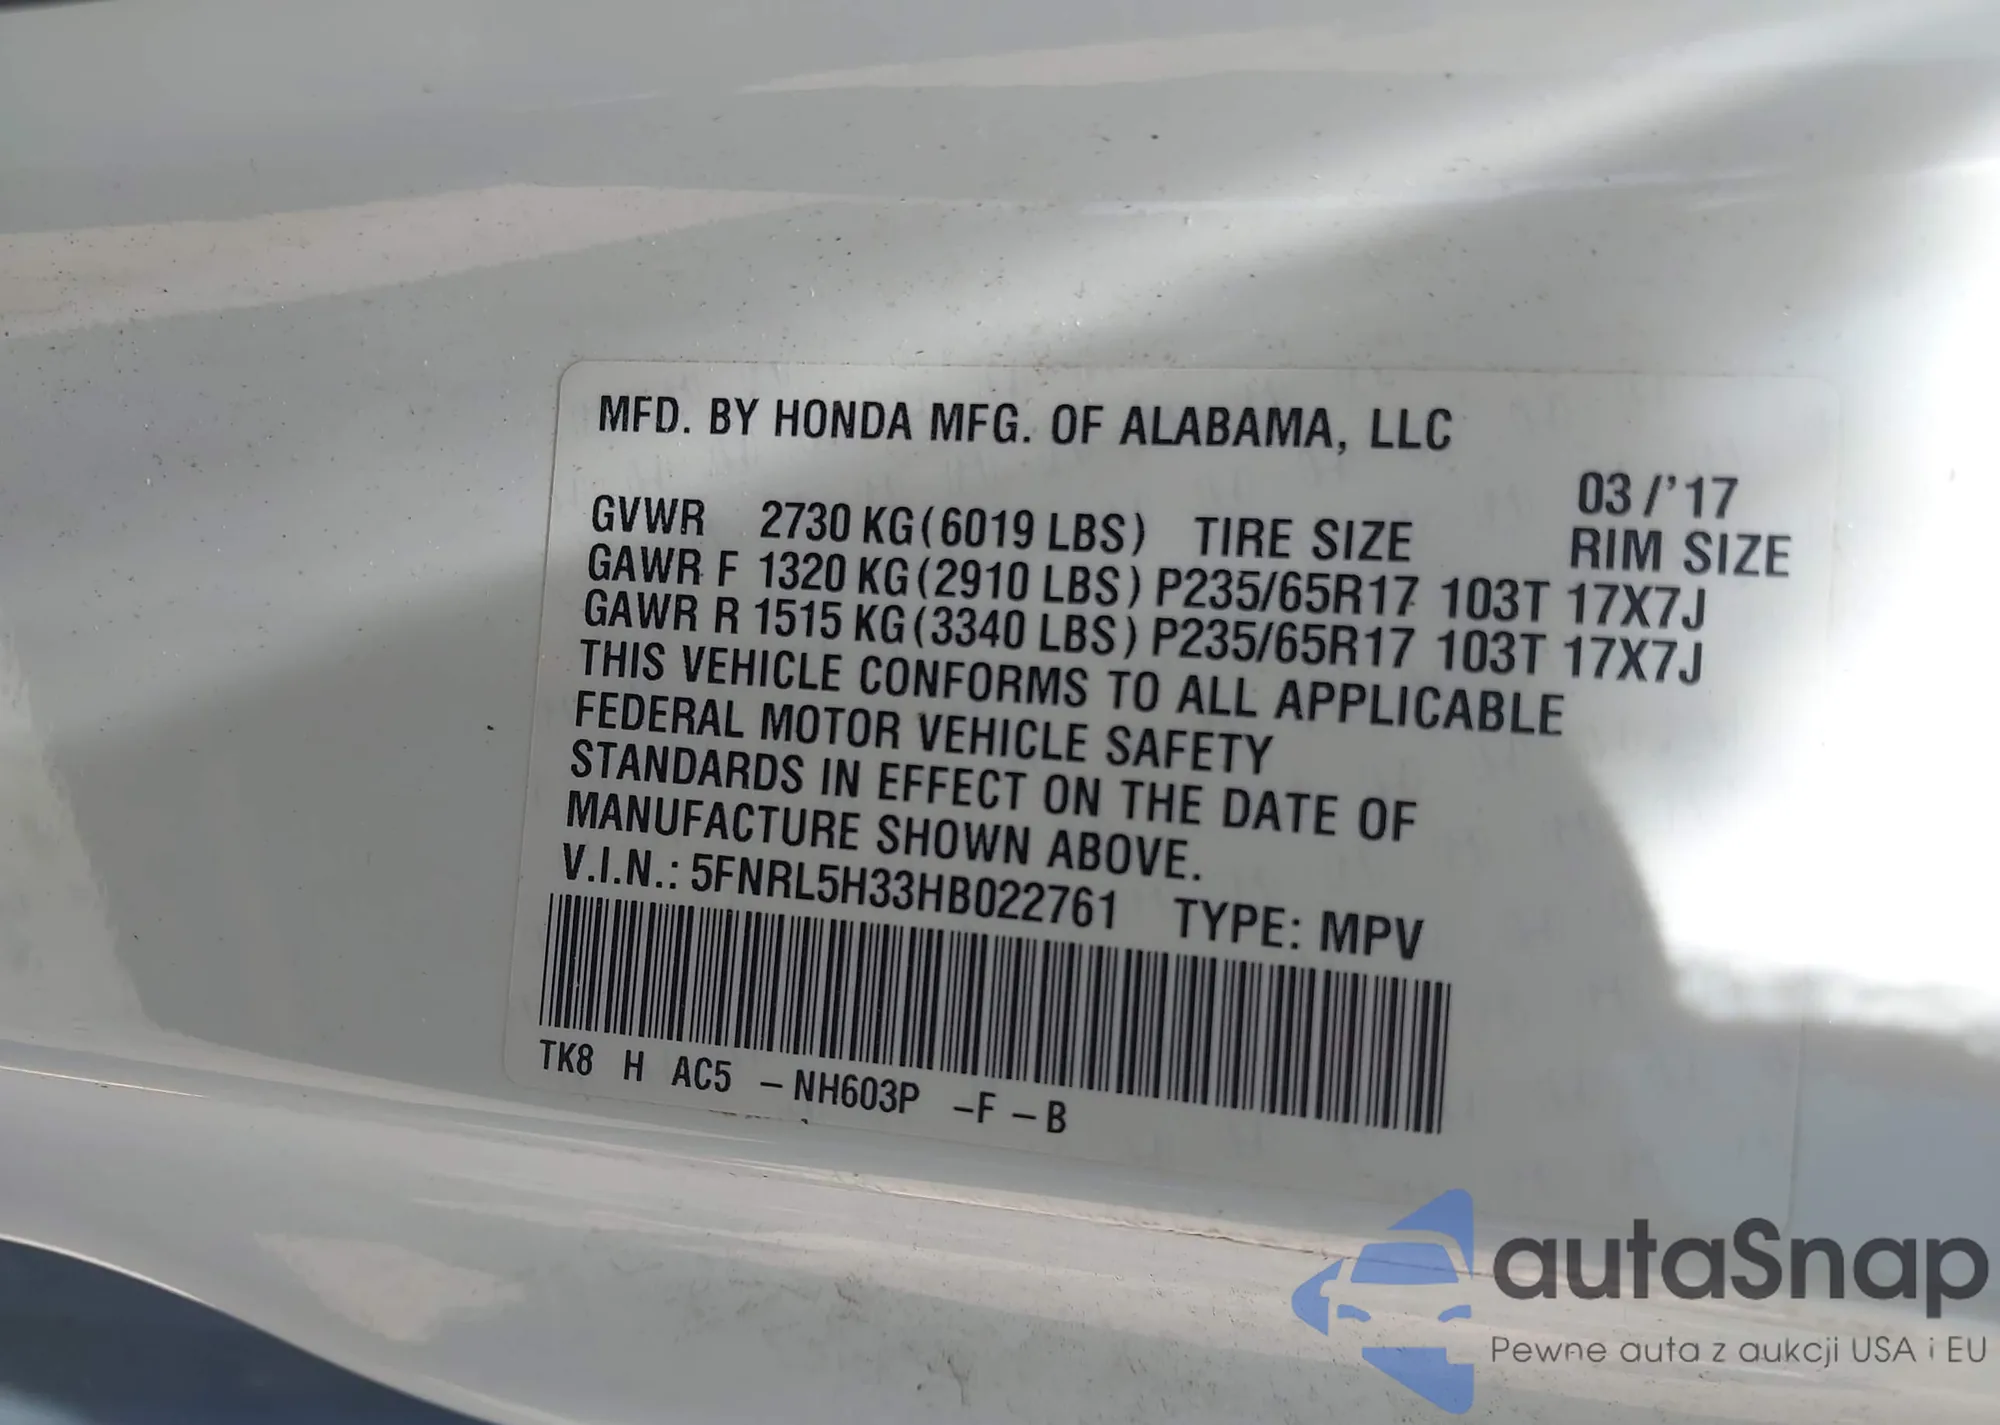 MFD. BY HONDA MFG. OF ALABAMA, LLC
03/'17
GVWR 2730 KG(6019 LBS) TIRE SIZE RIM SIZE
GAWR F 1320 KG(2910 LBS) P235/65R17 103T 17X7J
GAWR R 1515 KG(3340 LBS) P235/65R17 103T 17X7J
THIS VEHICLE CONFORMS TO ALL APPLICABLE
FEDERAL MOTOR VEHICLE SAFETY
STANDARDS IN EFFECT ON THE DATE OF
MANUFACTURE SHOWN ABOVE.
V.I.N.: 5FNRL5H33HB022761 TYPE: MPV
TK8 H AC5 –NH603P –F –B
autaSnap
Pewne auta z aukcji USA i EU